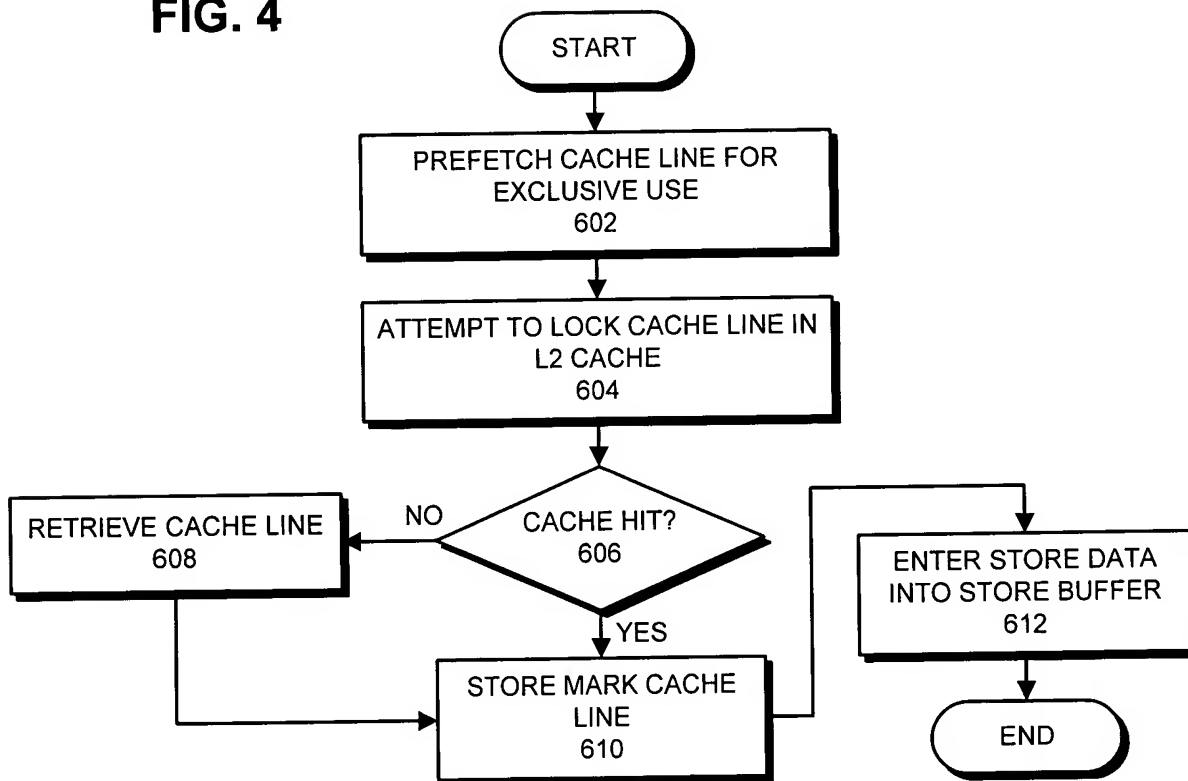 FIG. 4
START
PREFETCH CACHE LINE FOR
EXCLUSIVE USE
602
ATTEMPT TO LOCK CACHE LINE IN
L2 CACHE
604
CACHE HIT?
606
NO
RETRIEVE CACHE LINE
608
YES
STORE MARK CACHE
LINE
610
ENTER STORE DATA
INTO STORE BUFFER
612
END